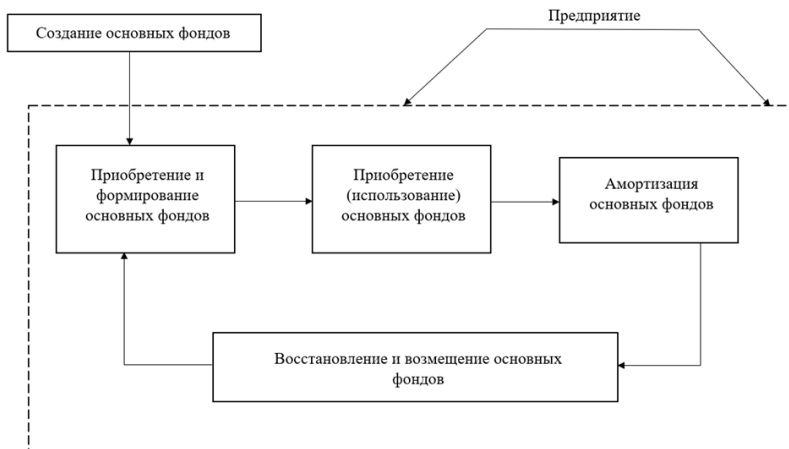 Предприятие
Создание основных фондов
Приобретение и
формирование
основных фондов
Приобретение
(использование)
основных фондов
Амортизация
основных фондов
Восстановление и возмещение основных
фондов